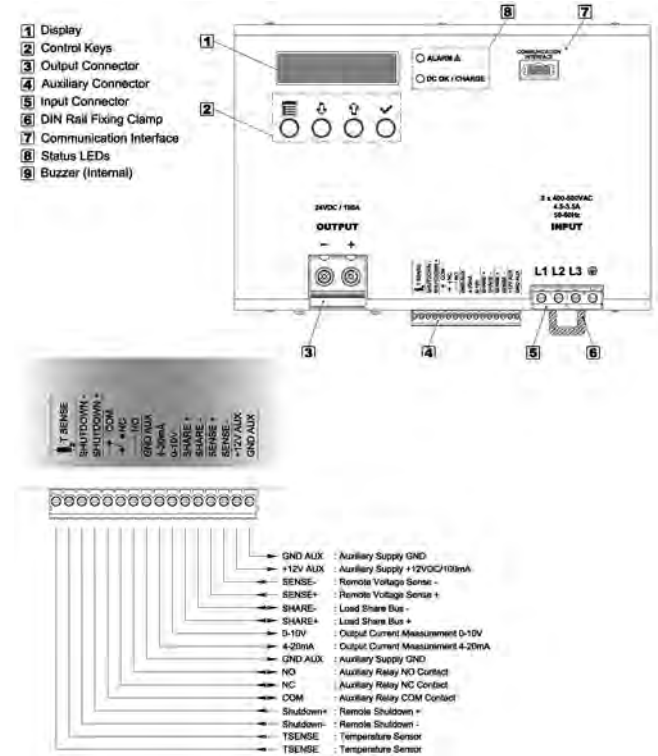 1 Display
2 Control Keys
3 Output Connector
4 Auxiliary Connector
5 Input Connector
6 DIN Rail Fixing Clamp
7 Communication Interface
8 Status LEDs
9 Buzzer (Internal)
8
7
1
ALARM
DC OK / CHARGE
COMMUNICATION
INTERFACE
2
24VDC / 100A
OUTPUT
- +
3 x 400-500VAC
50-60Hz
INPUT
L1 L2 L3
3
4
5
6
T SENSE
SHUTDOWN -
SHUTDOWN +
COM
NC
NO
GND AUX
4-20mA
0-10V
SHARE +
SHARE -
SENSE +
SENSE -
+12V AUX
GND AUX
GND AUX : Auxiliary Supply GND
+12V AUX : Auxiliary Supply +12VDC/100mA
SENSE- : Remote Voltage Sense -
SENSE+ : Remote Voltage Sense +
SHARE- : Load Share Bus -
SHARE+ : Load Share Bus +
0-10V : Output Current Measurement 0-10V
4-20mA : Output Current Measurement 4-20mA
GND AUX : Auxiliary Supply GND
NO : Auxiliary Relay NO Contact
NC : Auxiliary Relay NC Contact
COM : Auxiliary Relay COM Contact
Shutdown+ : Remote Shutdown +
Shutdown- : Remote Shutdown -
TSENSE : Temperature Sensor
TSENSE : Temperature Sensor